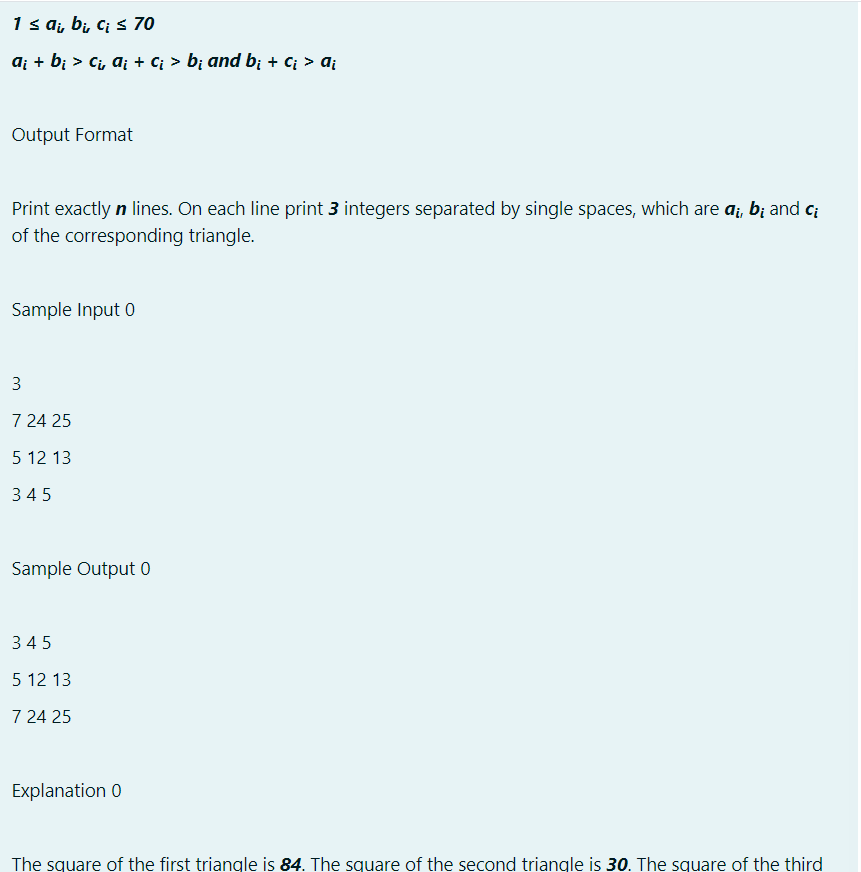 1 ≤ aᵢ, bᵢ, cᵢ ≤ 70
aᵢ + bᵢ > cᵢ, aᵢ + cᵢ > bᵢ and bᵢ + cᵢ > aᵢ
Output Format
Print exactly n lines. On each line print 3 integers separated by single spaces, which are aᵢ, bᵢ and cᵢ
of the corresponding triangle.
Sample Input 0
3
7 24 25
5 12 13
3 4 5
Sample Output 0
3 4 5
5 12 13
7 24 25
Explanation 0
The square of the first triangle is 84. The square of the second triangle is 30. The square of the third